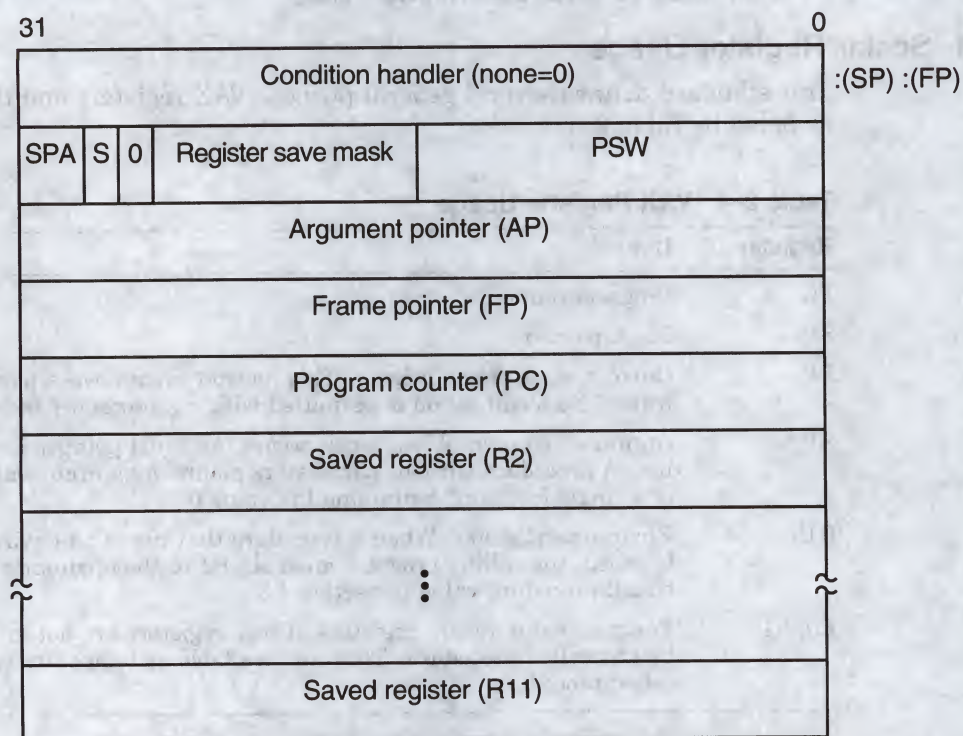 31 0
Condition handler (none=0) :(SP) :(FP)
SPA S 0 Register save mask PSW
Argument pointer (AP)
Frame pointer (FP)
Program counter (PC)
Saved register (R2)
Saved register (R11)